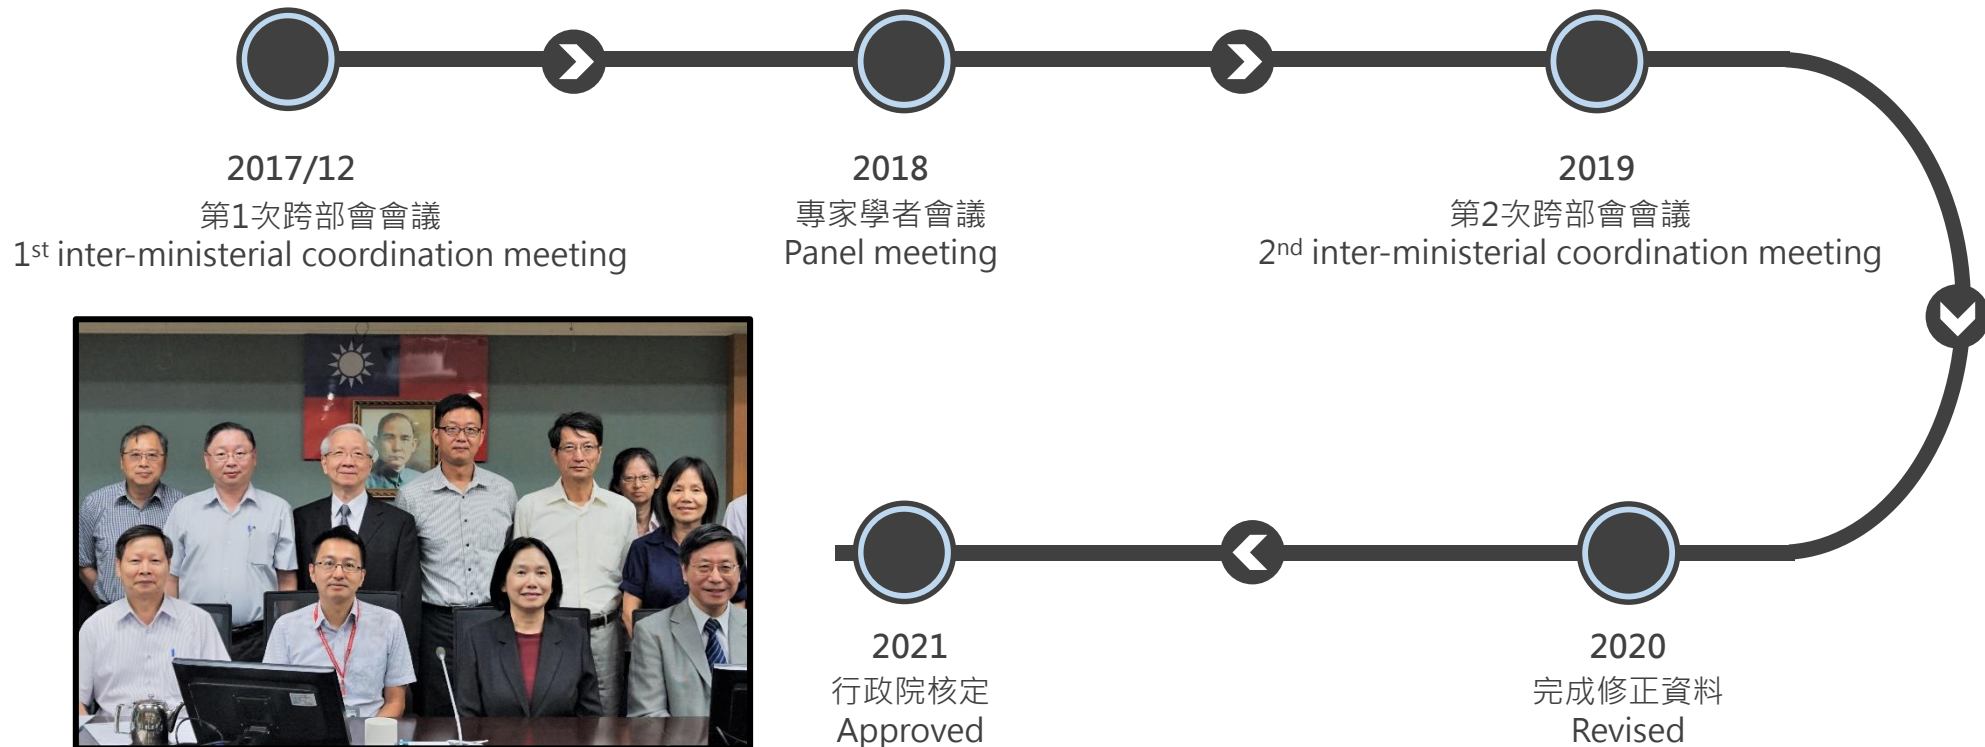 2017/12
第1次跨部會會議
1st inter-ministerial coordination meeting
2018
專家學者會議
Panel meeting
2019
第2次跨部會會議
2nd inter-ministerial coordination meeting
2020
完成修正資料
Revised
2021
行政院核定
Approved